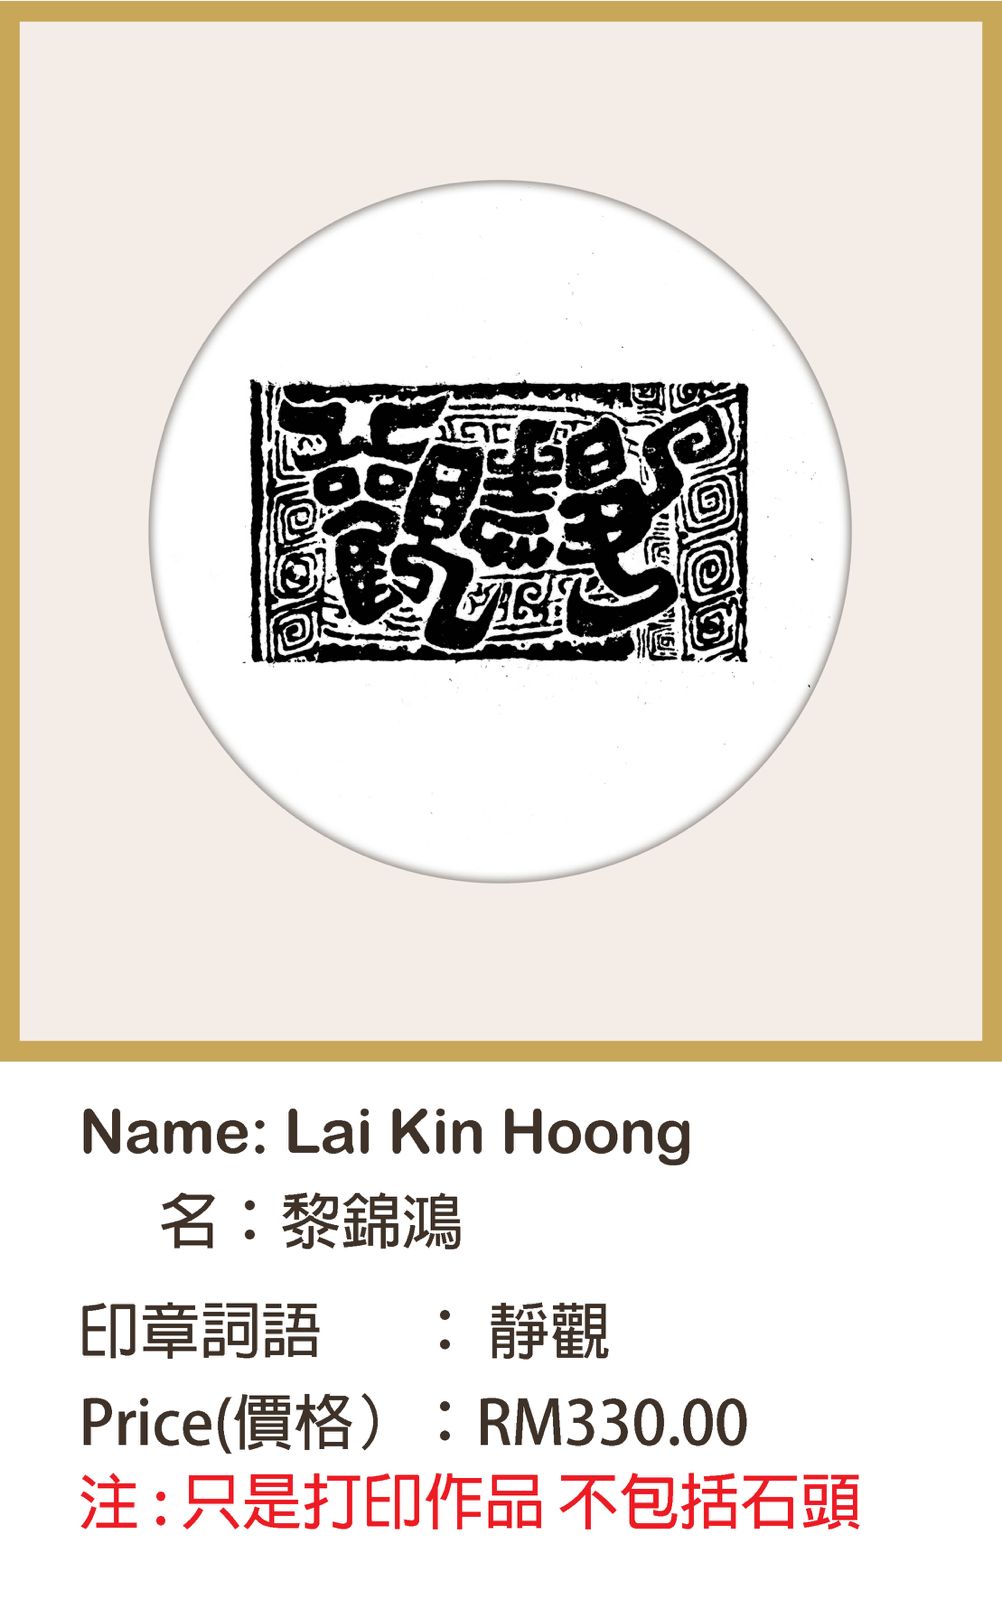 Name: Lai Kin Hoong
名：黎錦鴻
印章詞語 ： 靜觀
Price(價格） ：RM330.00
注 : 只是打印作品 不包括石頭